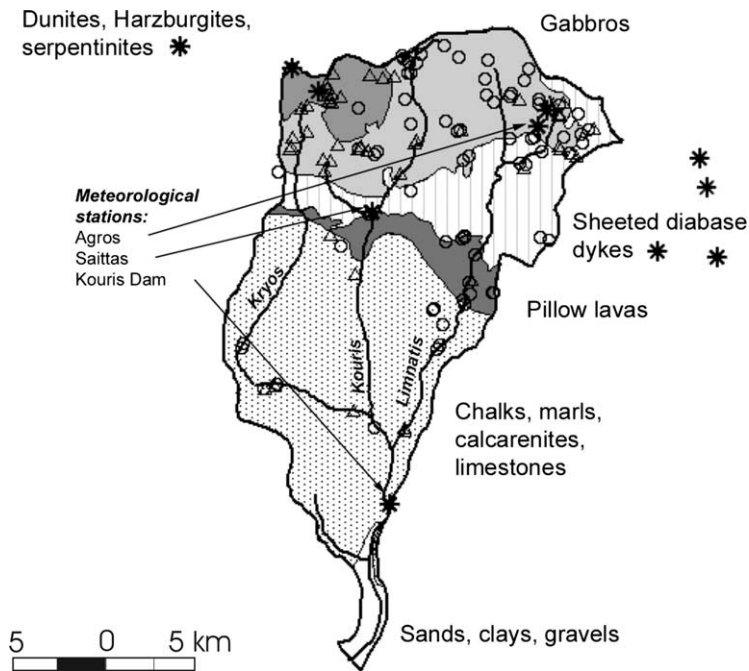 Dunites, Harzburgites,
serpentinites
Gabbros
Meteorological
stations:
Agros
Saittas
Kouris Dam
Sheeted diabase
dykes
Pillow lavas
Kryos
Kouris
Limnatis
Chalks, marls,
calcarenites,
limestones
Sands, clays, gravels
5 0 5 km